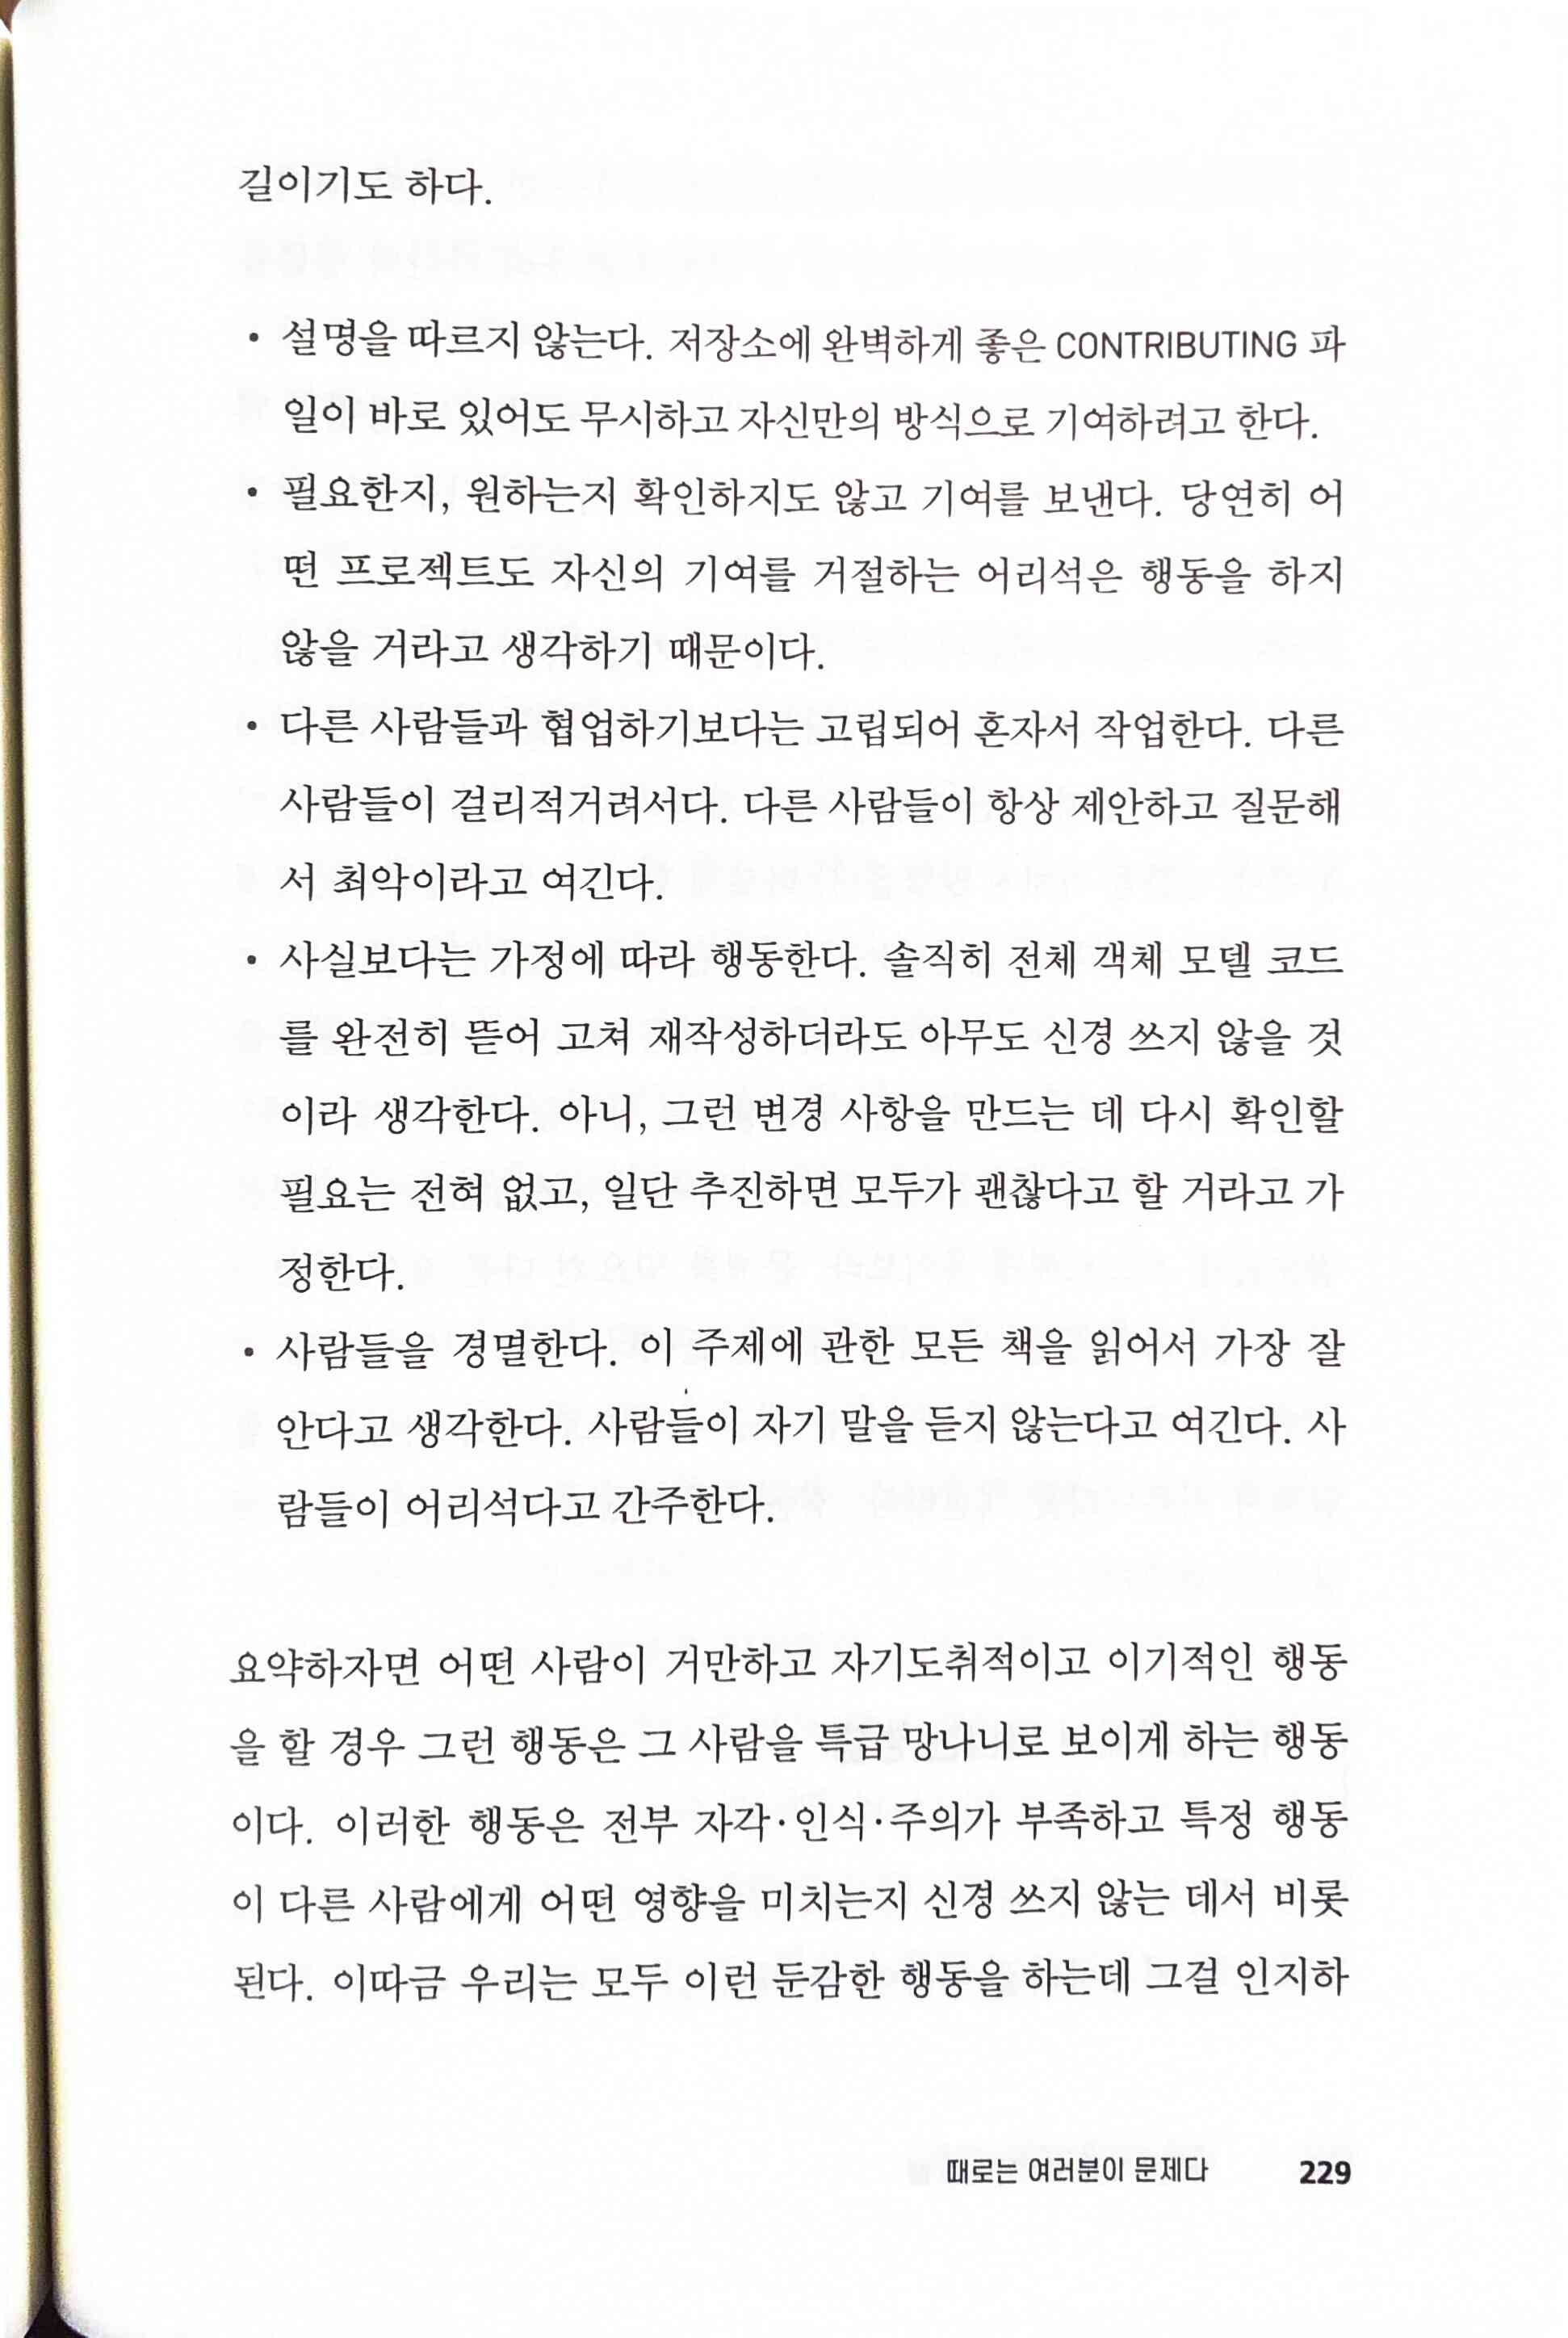 길이기도 하다.
• 설명을 따르지 않는다. 저장소에 완벽하게 좋은 CONTRIBUTING 파
일이 바로 있어도 무시하고 자신만의 방식으로 기여하려고 한다.
• 필요한지, 원하는지 확인하지도 않고 기여를 보낸다. 당연히 어
떤 프로젝트도 자신의 기여를 거절하는 어리석은 행동을 하지
않을 거라고 생각하기 때문이다.
• 다른 사람들과 협업하기보다는 고립되어 혼자서 작업한다. 다른
사람들이 걸리적거려서다. 다른 사람들이 항상 제안하고 질문해
서 최악이라고 여긴다.
• 사실보다는 가정에 따라 행동한다. 솔직히 전체 객체 모델 코드
를 완전히 뜯어 고쳐 재작성하더라도 아무도 신경 쓰지 않을 것
이라 생각한다. 아니, 그런 변경 사항을 만드는 데 다시 확인할
필요는 전혀 없고, 일단 추진하면 모두가 괜찮다고 할 거라고 가
정한다.
• 사람들을 경멸한다. 이 주제에 관한 모든 책을 읽어서 가장 잘
안다고 생각한다. 사람들이 자기 말을 듣지 않는다고 여긴다. 사
람들이 어리석다고 간주한다.
요약하자면 어떤 사람이 거만하고 자기도취적이고 이기적인 행동
을 할 경우 그런 행동은 그 사람을 특급 망나니로 보이게 하는 행동
이다. 이러한 행동은 전부 자각·인식·주의가 부족하고 특정 행동
이 다른 사람에게 어떤 영향을 미치는지 신경 쓰지 않는 데서 비롯
된다. 이따금 우리는 모두 이런 둔감한 행동을 하는데 그걸 인지하
때로는 여러분이 문제다 229